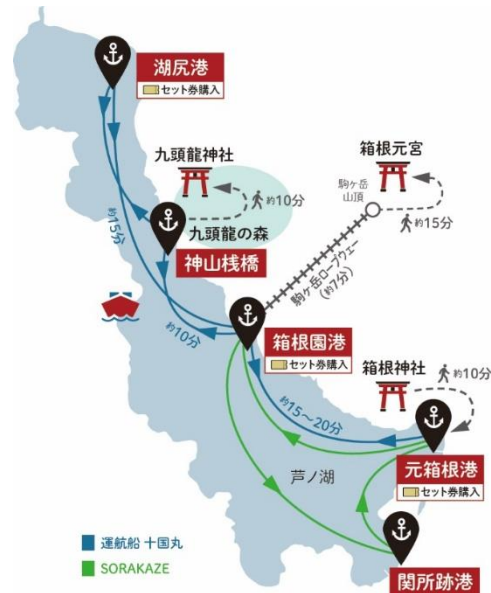 湖尻港
セット券購入
九頭龍神社
約10分
九頭龍の森
神山桟橋
箱根元宮
駒ヶ岳
山頂
約15分
駒ヶ岳ロープウェー
(約7分)
約15分
約10分
箱根園港
セット券購入
約15～20分
箱根神社
約10分
元箱根港
セット券購入
芦ノ湖
関所跡港
運航船 十国丸
SORAKAZE